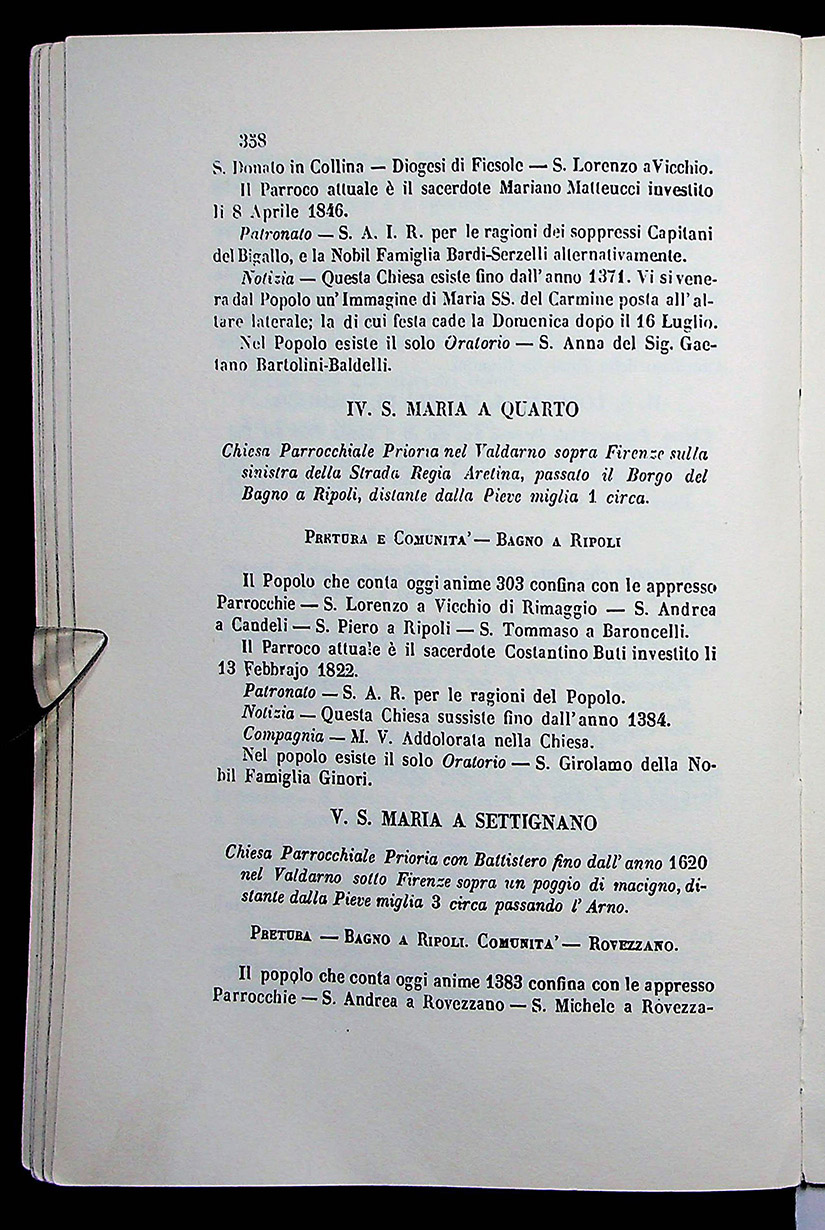 358
S. Donato in Collina — Diogesi di Fiesole — S. Lorenzo a Vicchio.
Il Parroco attuale è il sacerdote Mariano Matteucci investito
li 8 Aprile 1846.
Patronato — S. A. I. R. per le ragioni dei soppressi Capitani
del Bigallo, e la Nobil Famiglia Bardi-Serzelli alternativamente.
Notizia — Questa Chiesa esiste fino dall' anno 1371. Vi si vene-
ra dal Popolo un' Immagine di Maria SS. del Carmine posta all' al-
tare laterale; la di cui festa cade la Domenica dopo il 16 Luglio.
Nel Popolo esiste il solo Oratorio — S. Anna del Sig. Gae-
tano Bartolini-Baldelli.
IV. S. MARIA A QUARTO
Chiesa Parrocchiale Prioria nel Valdarno sopra Firenze sulla
sinistra della Strada Regia Aretina, passato il Borgo del
Bagno a Ripoli, distante dalla Pieve miglia 1 circa.
PRETURA E COMUNITA' — BAGNO A RIPOLI
Il Popolo che conta oggi anime 303 confina con le appresso
Parrocchie — S. Lorenzo a Vicchio di Rimaggio — S. Andrea
a Candeli — S. Piero a Ripoli — S. Tommaso a Baroncelli.
Il Parroco attuale è il sacerdote Costantino Buti investito li
13 Febbrajo 1822.
Patronato — S. A. R. per le ragioni del Popolo.
Notizia — Questa Chiesa sussiste fino dall' anno 1384.
Compagnia — M. V. Addolorata nella Chiesa.
Nel popolo esiste il solo Oratorio — S. Girolamo della No-
bil Famiglia Ginori.
V. S. MARIA A SETTIGNANO
Chiesa Parrocchiale Prioria con Battistero fino dall' anno 1620
nel Valdarno sotto Firenze sopra un poggio di macigno, di-
stante dalla Pieve miglia 3 circa passando l' Arno.
PRETURA — BAGNO A RIPOLI. COMUNITA' — ROVEZZANO.
Il popolo che conta oggi anime 1383 confina con le appresso
Parrocchie — S. Andrea a Rovezzano — S. Michele a Rovezza-